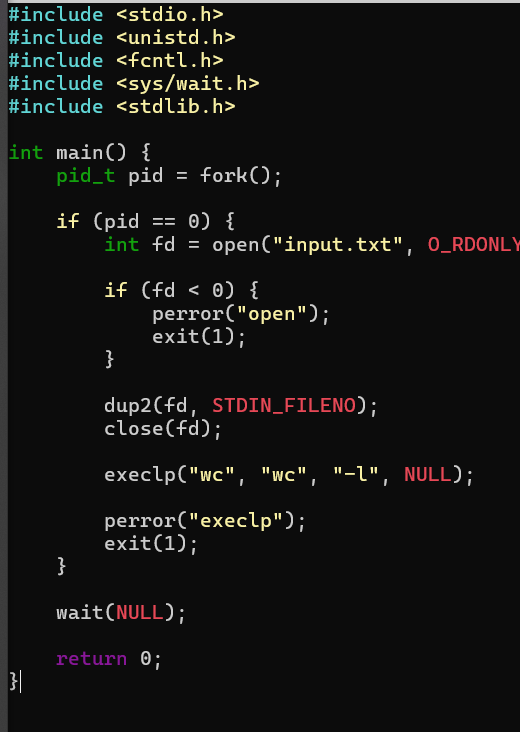 #include <stdio.h>
#include <unistd.h>
#include <fcntl.h>
#include <sys/wait.h>
#include <stdlib.h>

int main() {
    pid_t pid = fork();

    if (pid == 0) {
        int fd = open("input.txt", O_RDONLY

        if (fd < 0) {
            perror("open");
            exit(1);
        }

        dup2(fd, STDIN_FILENO);
        close(fd);

        execlp("wc", "wc", "-l", NULL);

        perror("execlp");
        exit(1);
    }

    wait(NULL);

    return 0;
}